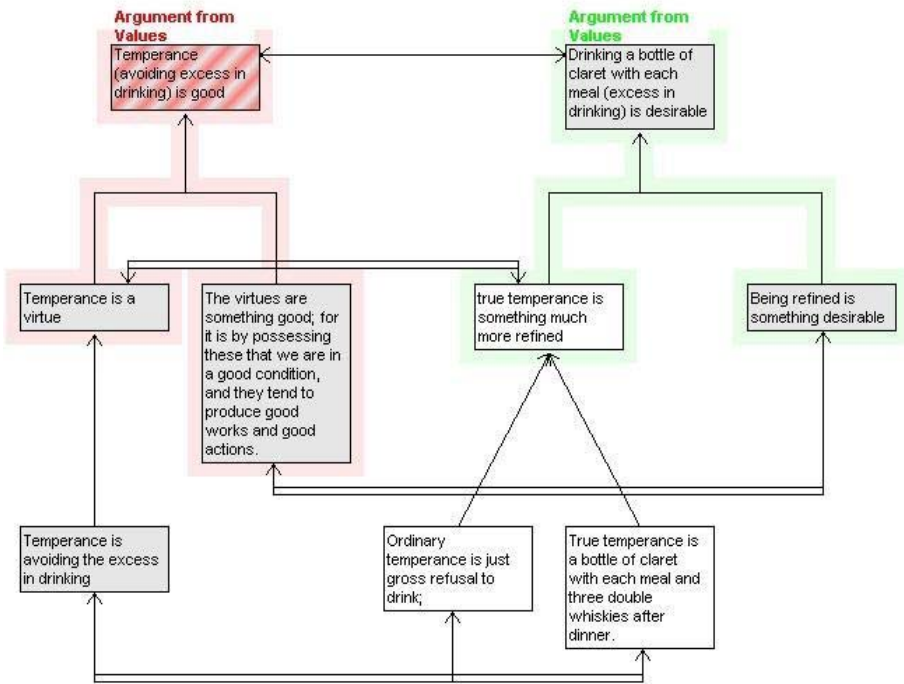 Argument from
Values
Temperance
(avoiding excess in
drinking) is good
Argument from
Values
Drinking a bottle of
claret with each
meal (excess in
drinking) is desirable
Temperance is a
virtue
The virtues are
something good; for
it is by possessing
these that we are in
a good condition,
and they tend to
produce good
works and good
actions.
true temperance is
something much
more refined
Being refined is
something desirable
Temperance is
avoiding the excess
in drinking
Ordinary
temperance is just
gross refusal to
drink;
True temperance is
a bottle of claret
with each meal and
three double
whiskies after
dinner.